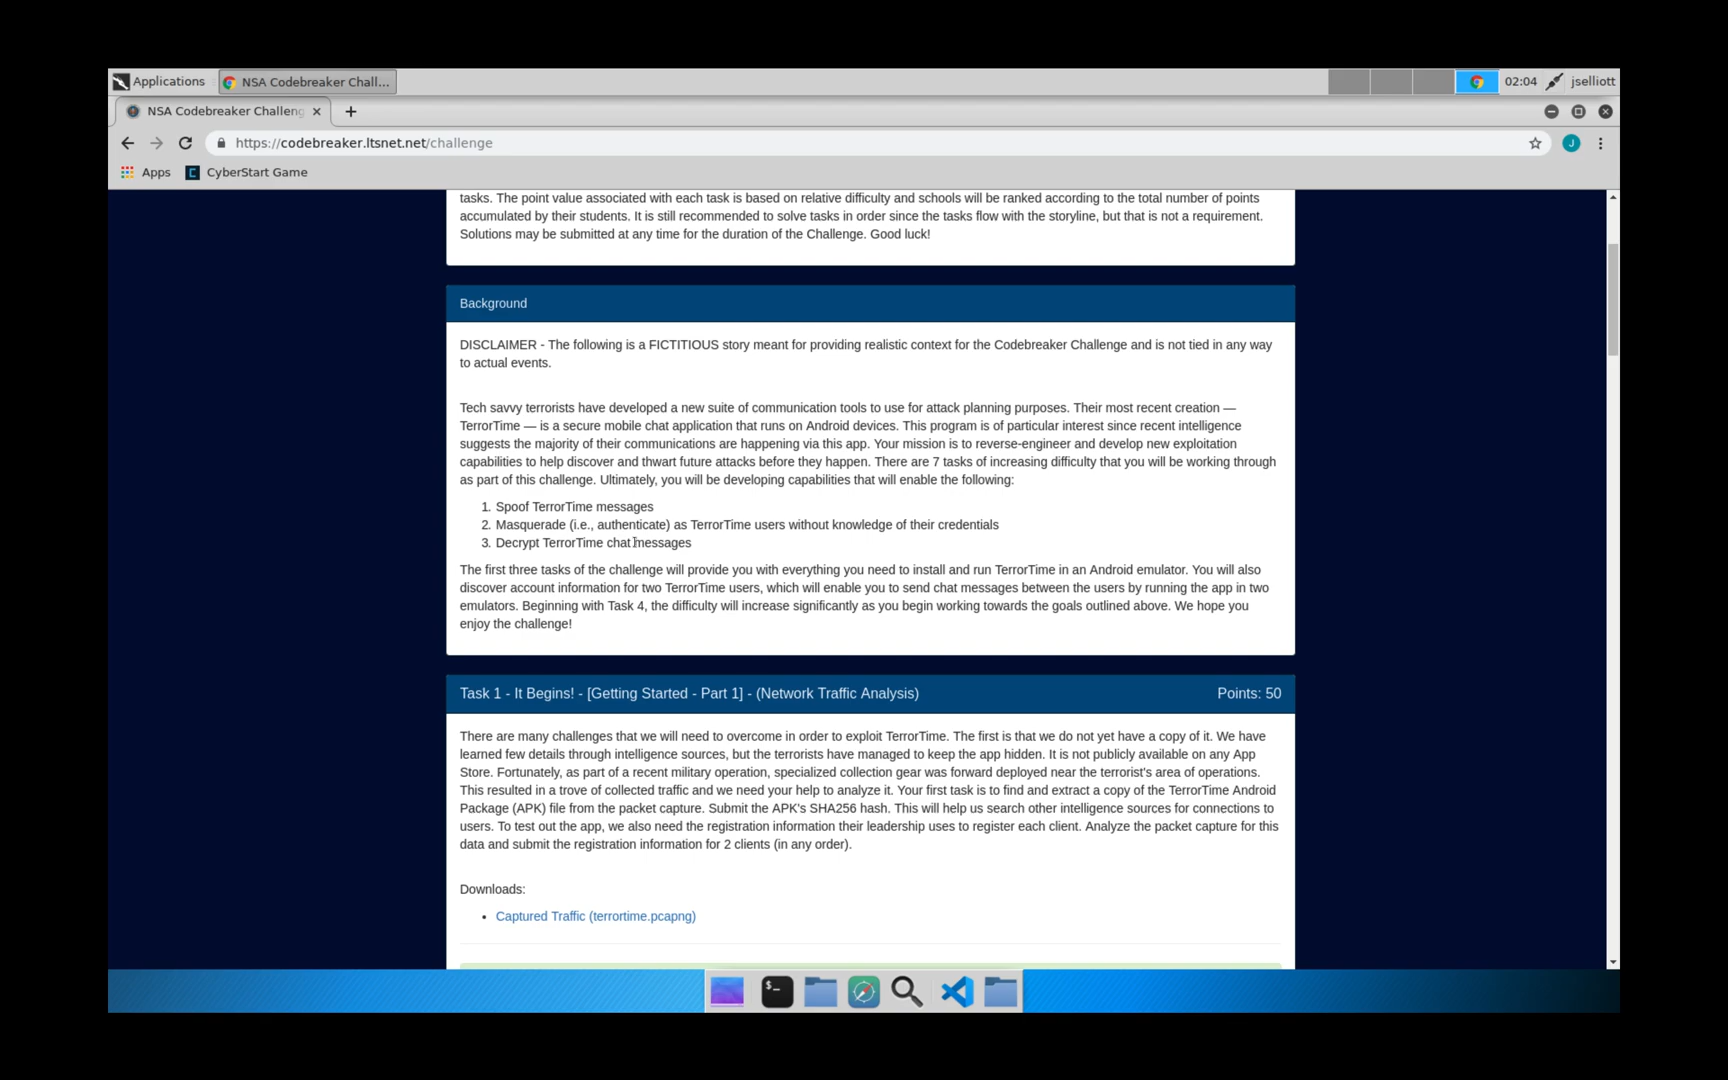 Applications
NSA Codebreaker Chall...
02:04
jselliott
NSA Codebreaker Challeng
https://codebreaker.ltsnet.net/challenge
J
Apps
CyberStart Game
tasks. The point value associated with each task is based on relative difficulty and schools will be ranked according to the total number of points
accumulated by their students. It is still recommended to solve tasks in order since the tasks flow with the storyline, but that is not a requirement.
Solutions may be submitted at any time for the duration of the Challenge. Good luck!
Background
DISCLAIMER - The following is a FICTITIOUS story meant for providing realistic context for the Codebreaker Challenge and is not tied in any way
to actual events.
Tech savvy terrorists have developed a new suite of communication tools to use for attack planning purposes. Their most recent creation —
TerrorTime — is a secure mobile chat application that runs on Android devices. This program is of particular interest since recent intelligence
suggests the majority of their communications are happening via this app. Your mission is to reverse-engineer and develop new exploitation
capabilities to help discover and thwart future attacks before they happen. There are 7 tasks of increasing difficulty that you will be working through
as part of this challenge. Ultimately, you will be developing capabilities that will enable the following:
1. Spoof TerrorTime messages
2. Masquerade (i.e., authenticate) as TerrorTime users without knowledge of their credentials
3. Decrypt TerrorTime chat messages
The first three tasks of the challenge will provide you with everything you need to install and run TerrorTime in an Android emulator. You will also
discover account information for two TerrorTime users, which will enable you to send chat messages between the users by running the app in two
emulators. Beginning with Task 4, the difficulty will increase significantly as you begin working towards the goals outlined above. We hope you
enjoy the challenge!
Task 1 - It Begins! - [Getting Started - Part 1] - (Network Traffic Analysis)
Points: 50
There are many challenges that we will need to overcome in order to exploit TerrorTime. The first is that we do not yet have a copy of it. We have
learned few details through intelligence sources, but the terrorists have managed to keep the app hidden. It is not publicly available on any App
Store. Fortunately, as part of a recent military operation, specialized collection gear was forward deployed near the terrorist's area of operations.
This resulted in a trove of collected traffic and we need your help to analyze it. Your first task is to find and extract a copy of the TerrorTime Android
Package (APK) file from the packet capture. Submit the APK's SHA256 hash. This will help us search other intelligence sources for connections to
users. To test out the app, we also need the registration information their leadership uses to register each client. Analyze the packet capture for this
data and submit the registration information for 2 clients (in any order).
Downloads:
• Captured Traffic (terrortime.pcapng)
$_